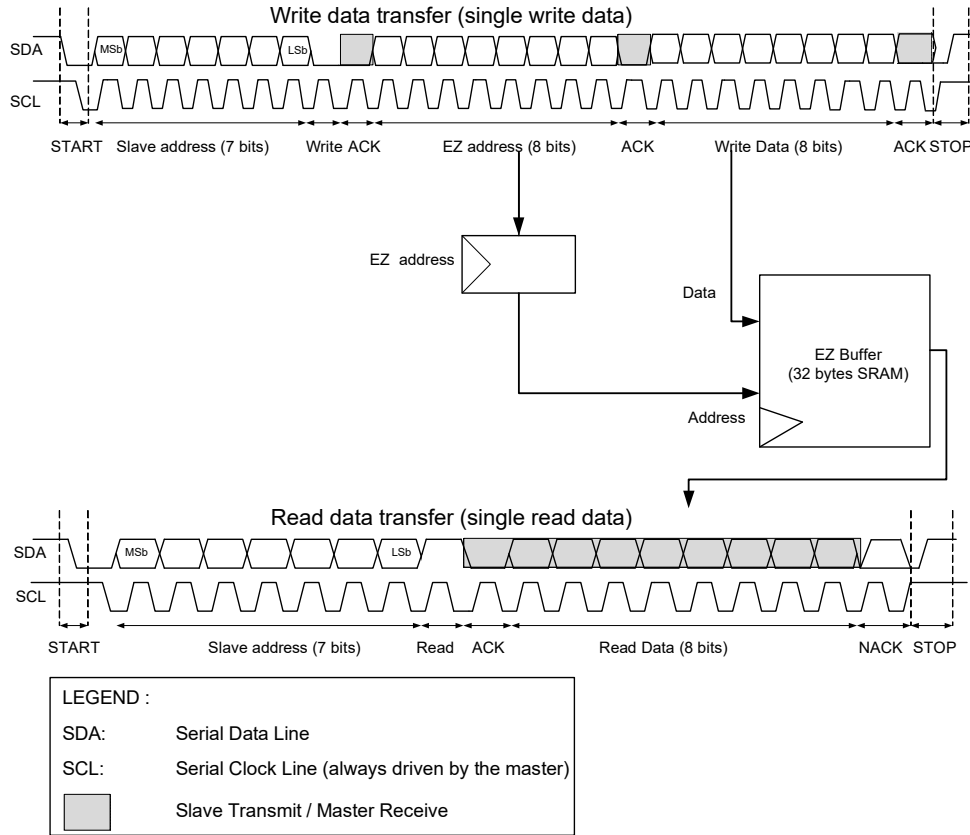 Write data transfer (single write data)
SDA
MSb
LSb
SCL
START Slave address (7 bits) Write ACK EZ address (8 bits) ACK Write Data (8 bits) ACK STOP
EZ address
Data
EZ Buffer
(32 bytes SRAM)
Address
Read data transfer (single read data)
SDA
MSb
LSb
SCL
START Slave address (7 bits) Read ACK Read Data (8 bits) NACK STOP
LEGEND :
SDA: Serial Data Line
SCL: Serial Clock Line (always driven by the master)
Slave Transmit / Master Receive